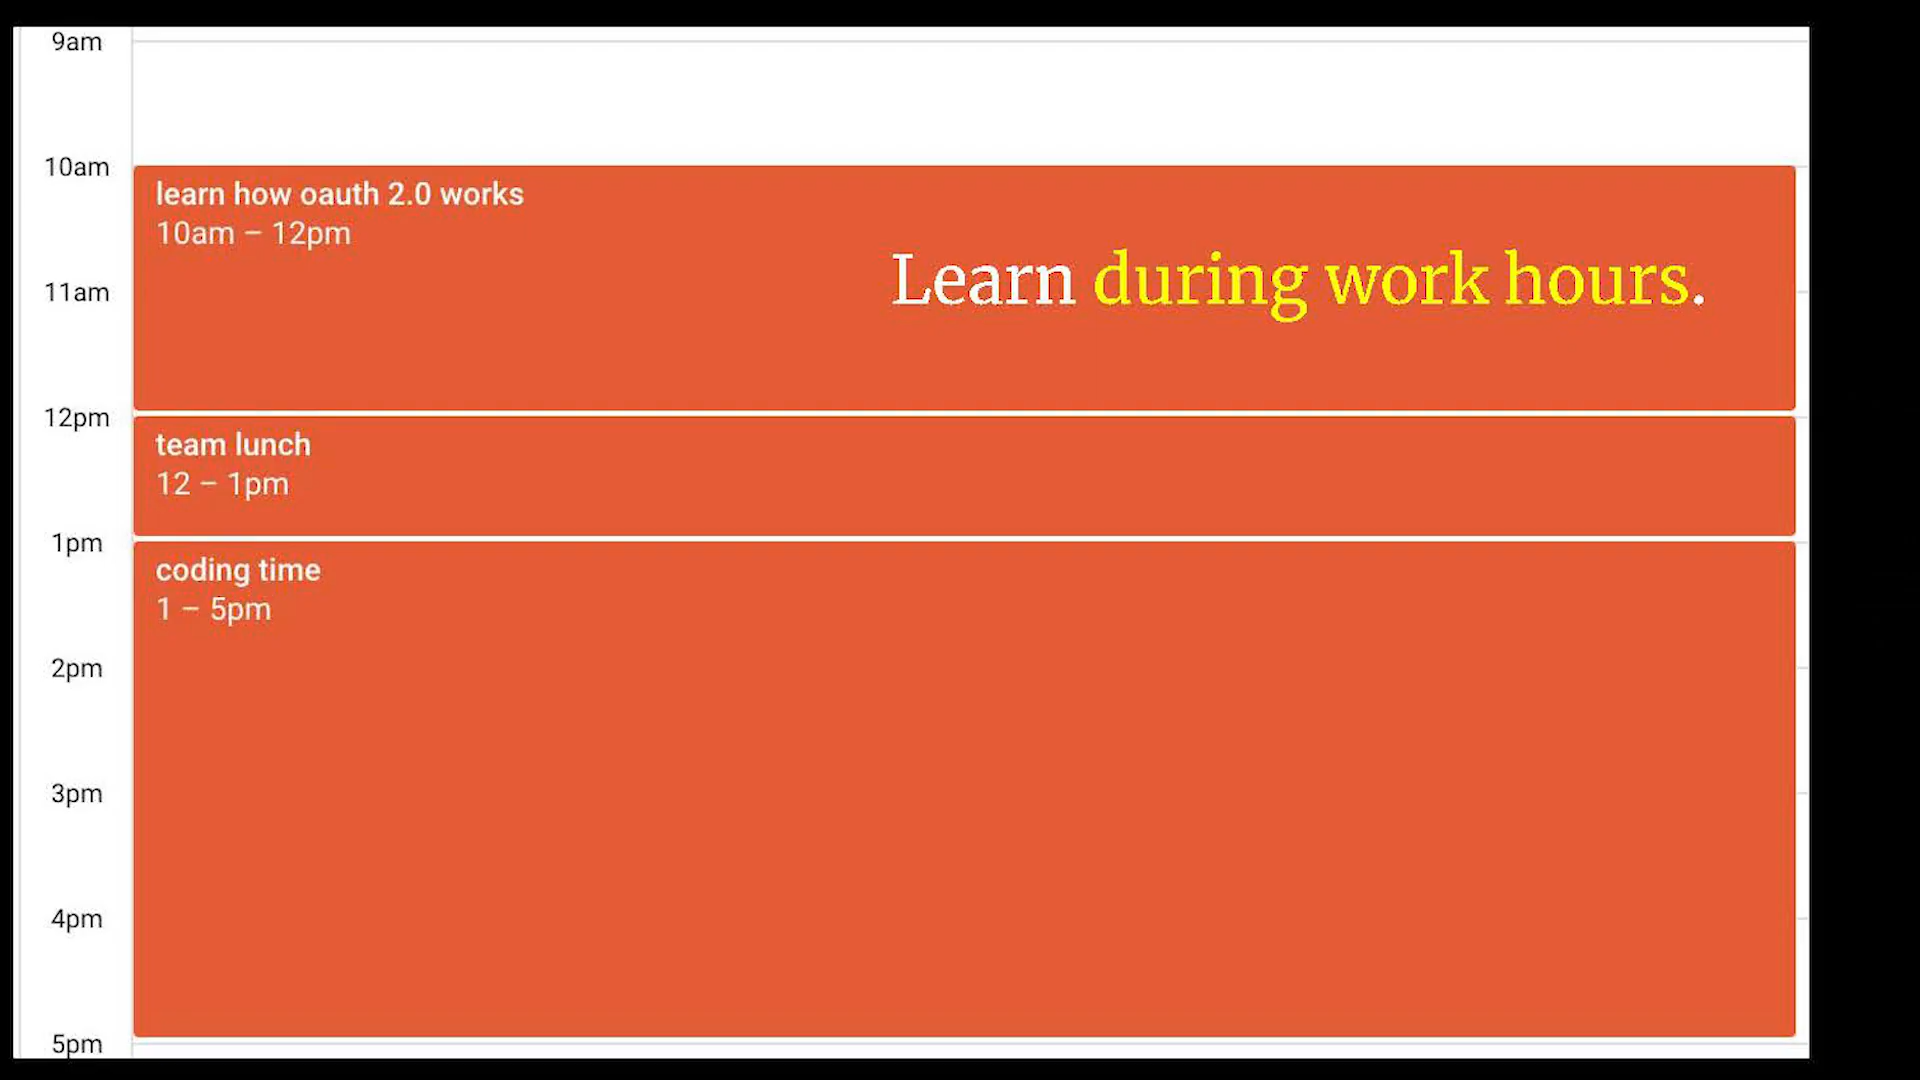 9am
10am
learn how oauth 2.0 works
10am – 12pm
Learn during work hours.
11am
12pm
team lunch
12 – 1pm
1pm
coding time
1 – 5pm
2pm
3pm
4pm
5pm